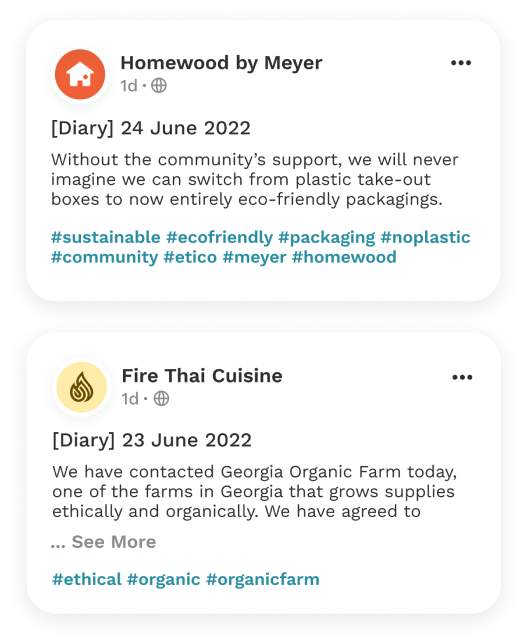 Homewood by Meyer
1d ·
[Diary] 24 June 2022
Without the community’s support, we will never
imagine we can switch from plastic take-out
boxes to now entirely eco-friendly packagings.
#sustainable #ecofriendly #packaging #noplastic
#community #etico #meyer #homewood
Fire Thai Cuisine
1d ·
[Diary] 23 June 2022
We have contacted Georgia Organic Farm today,
one of the farms in Georgia that grows supplies
ethically and organically. We have agreed to
... See More
#ethical #organic #organicfarm